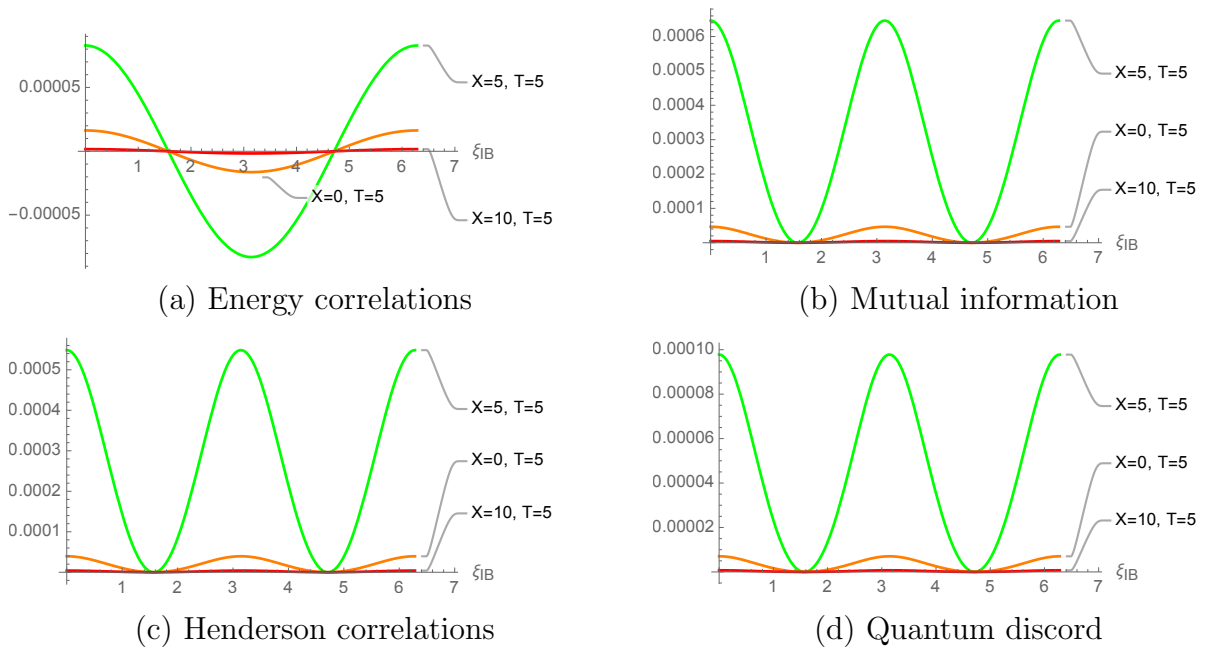 0.00005
-0.00005
1 2 3 4 5 6 7
ξIB
X=5, T=5
X=0, T=5
X=10, T=5
(a) Energy correlations
0.0006
0.0005
0.0004
0.0003
0.0002
0.0001
1 2 3 4 5 6 7
ξIB
X=5, T=5
X=0, T=5
X=10, T=5
(b) Mutual information
0.0005
0.0004
0.0003
0.0002
0.0001
1 2 3 4 5 6 7
ξIB
X=5, T=5
X=0, T=5
X=10, T=5
(c) Henderson correlations
0.00010
0.00008
0.00006
0.00004
0.00002
1 2 3 4 5 6 7
ξIB
X=5, T=5
X=0, T=5
X=10, T=5
(d) Quantum discord